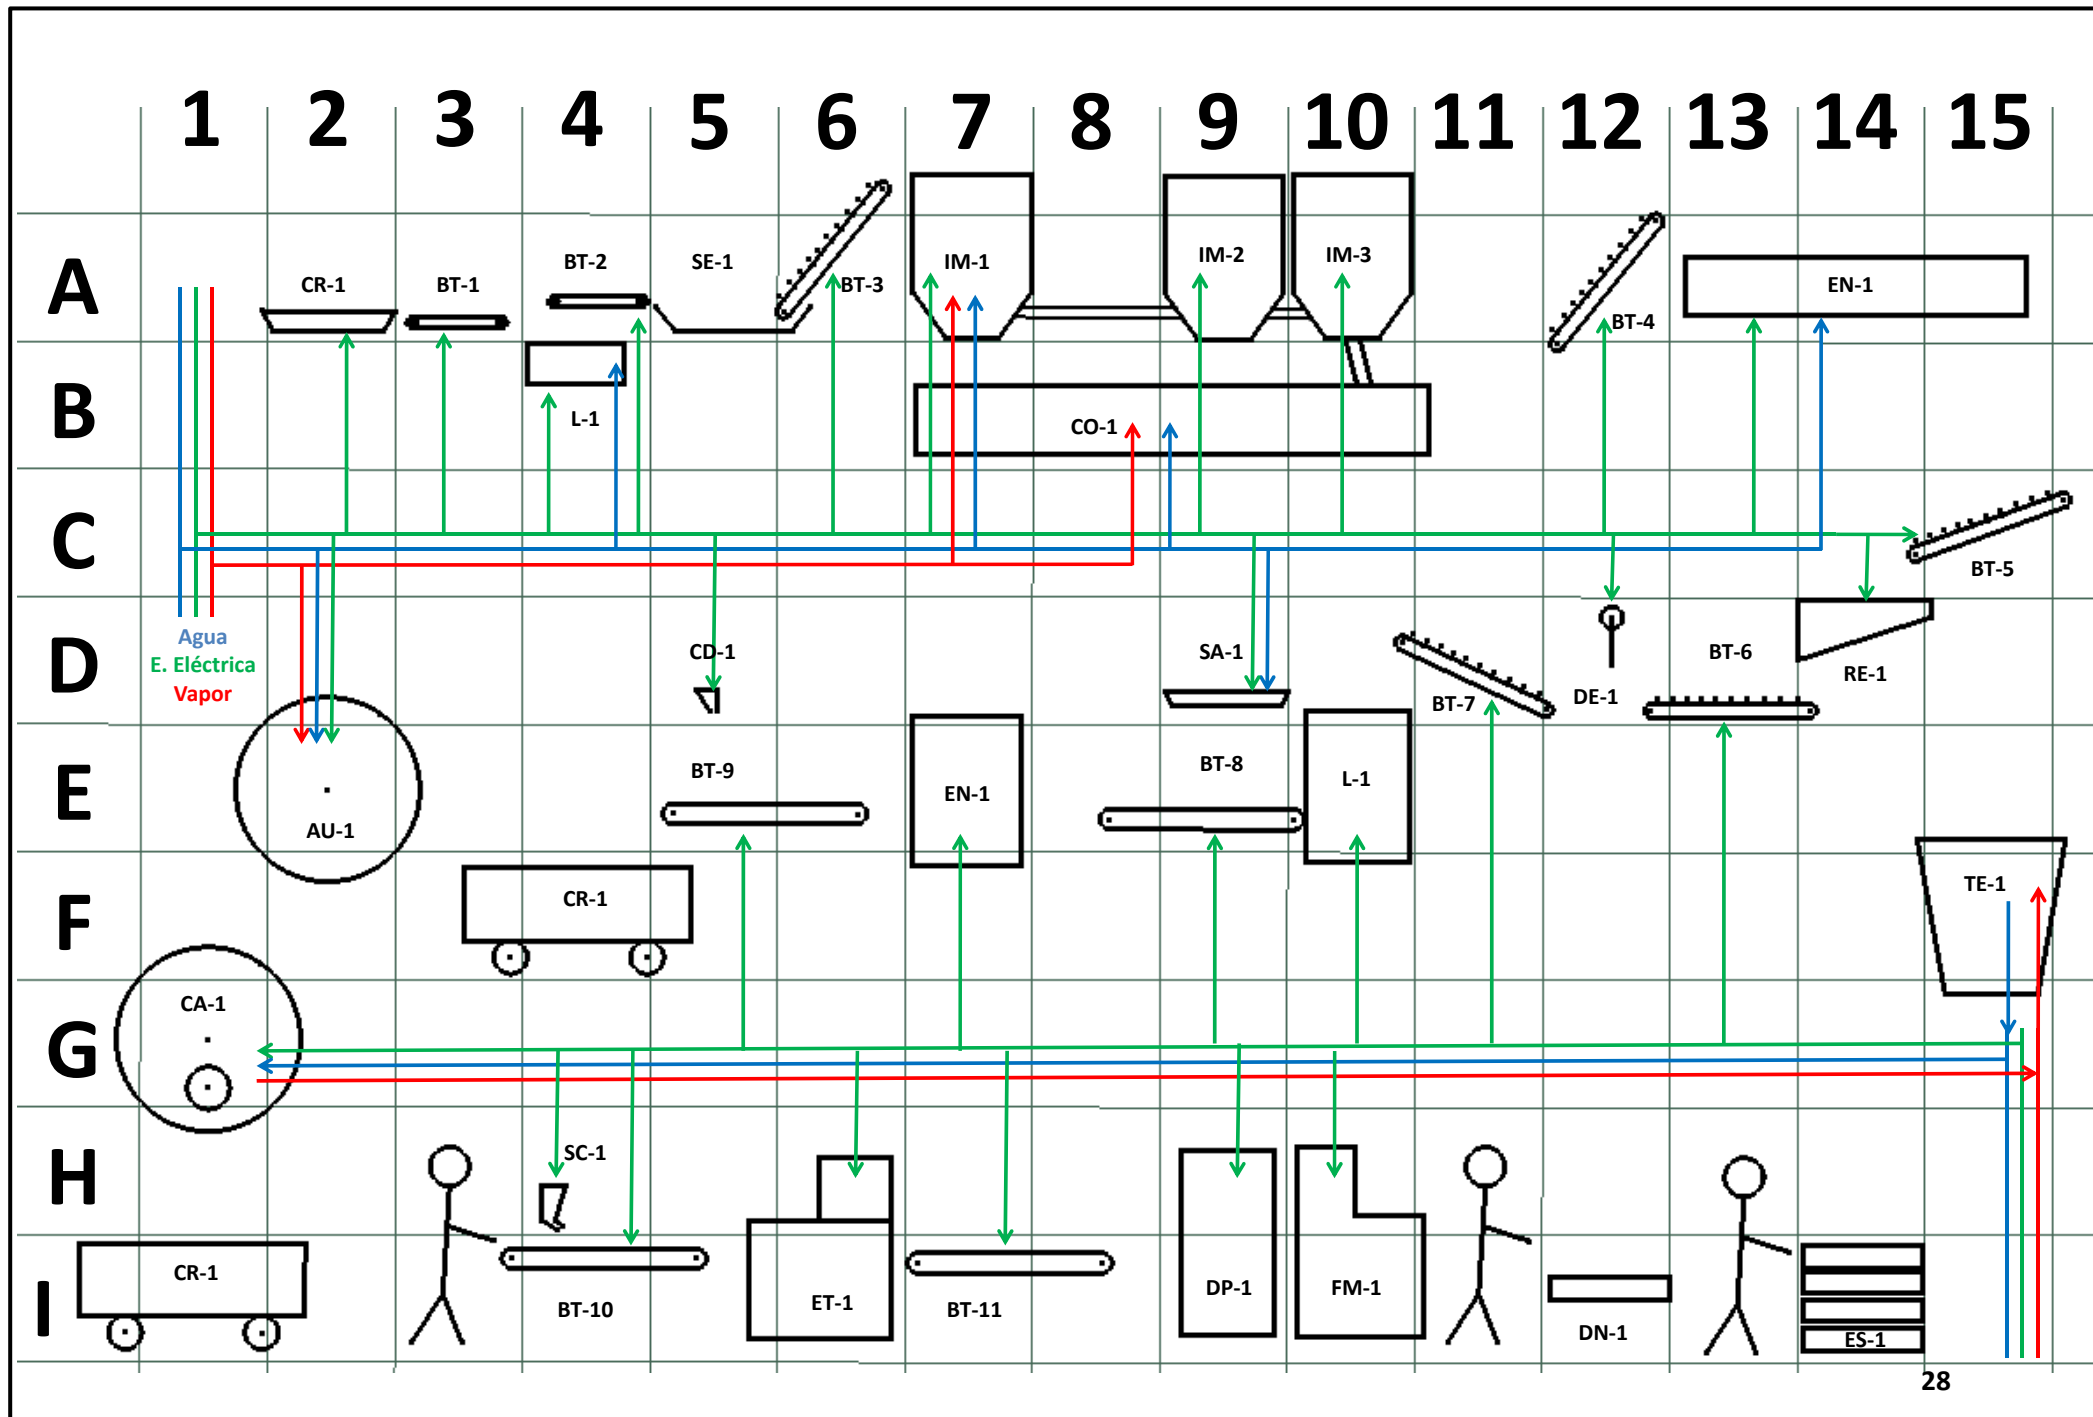 1 2 3 4 5 6 7 8 9 10 11 12 13 14 15
A
CR-1
BT-1
BT-2
SE-1
BT-3
IM-1
IM-2
IM-3
BT-4
EN-1
B
L-1
CO-1
C
BT-5
Agua
E. Eléctrica
Vapor
D
CD-1
SA-1
BT-7
DE-1
BT-6
RE-1
E
AU-1
BT-9
EN-1
BT-8
L-1
F
CR-1
TE-1
G
CA-1
H
SC-1
I
CR-1
BT-10
ET-1
BT-11
DP-1
FM-1
DN-1
ES-1
28